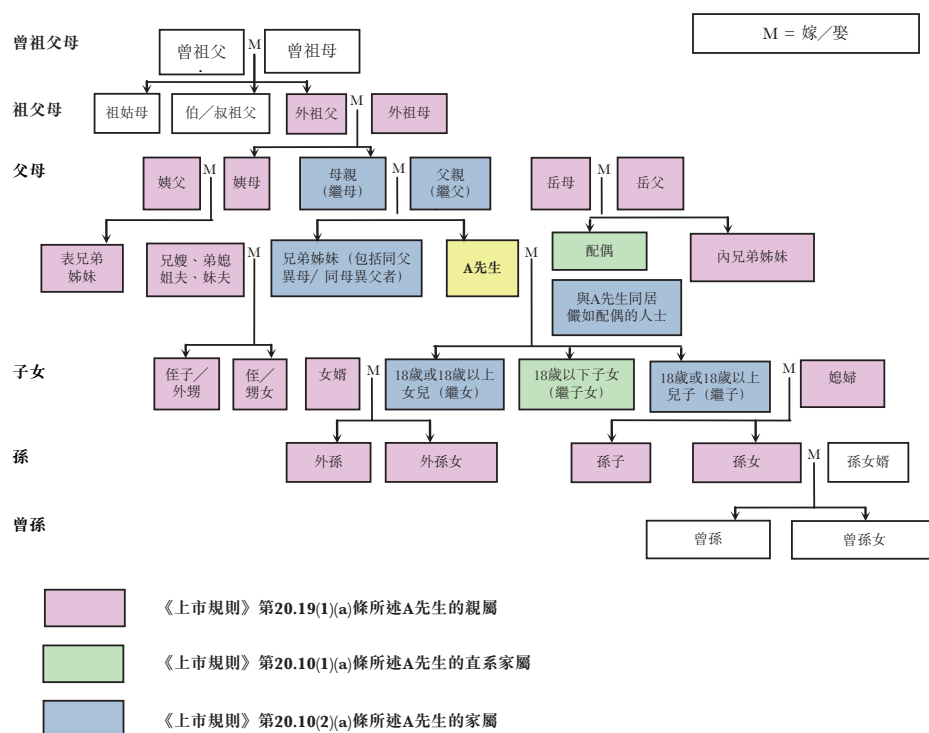 M = 嫁／娶
曾祖父母
曾祖父
M
曾祖母
祖父母
祖姑母
伯／叔祖父
外祖父
M
外祖母
父母
姨父
M
姨母
母親
（繼母）
M
父親
（繼父）
岳母
M
岳父
表兄弟
姊妹
兄嫂、弟媳
姐夫、妹夫
M
兄弟姊妹（包括同父
異母/ 同母異父者）
A先生
M
配偶
內兄弟姊妹
與A先生同居
儼如配偶的人士
子女
侄子／
外甥
侄／
甥女
女婿
M
18歲或18歲以上
女兒（繼女）
18歲以下子女
（繼子女）
18歲或18歲以上
兒子（繼子）
M
媳婦
孫
外孫
外孫女
孫子
孫女
M
孫女婿
曾孫
曾孫
曾孫女
《上市規則》第20.19(1)(a)條所述A先生的親屬
《上市規則》第20.10(1)(a)條所述A先生的直系家屬
《上市規則》第20.10(2)(a)條所述A先生的家屬